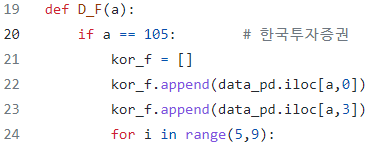 19 def D_F(a):
20     if a == 105:         # 한국투자증권
21         kor_f = []
22         kor_f.append(data_pd.iloc[a,0])
23         kor_f.append(data_pd.iloc[a,3])
24         for i in range(5,9):